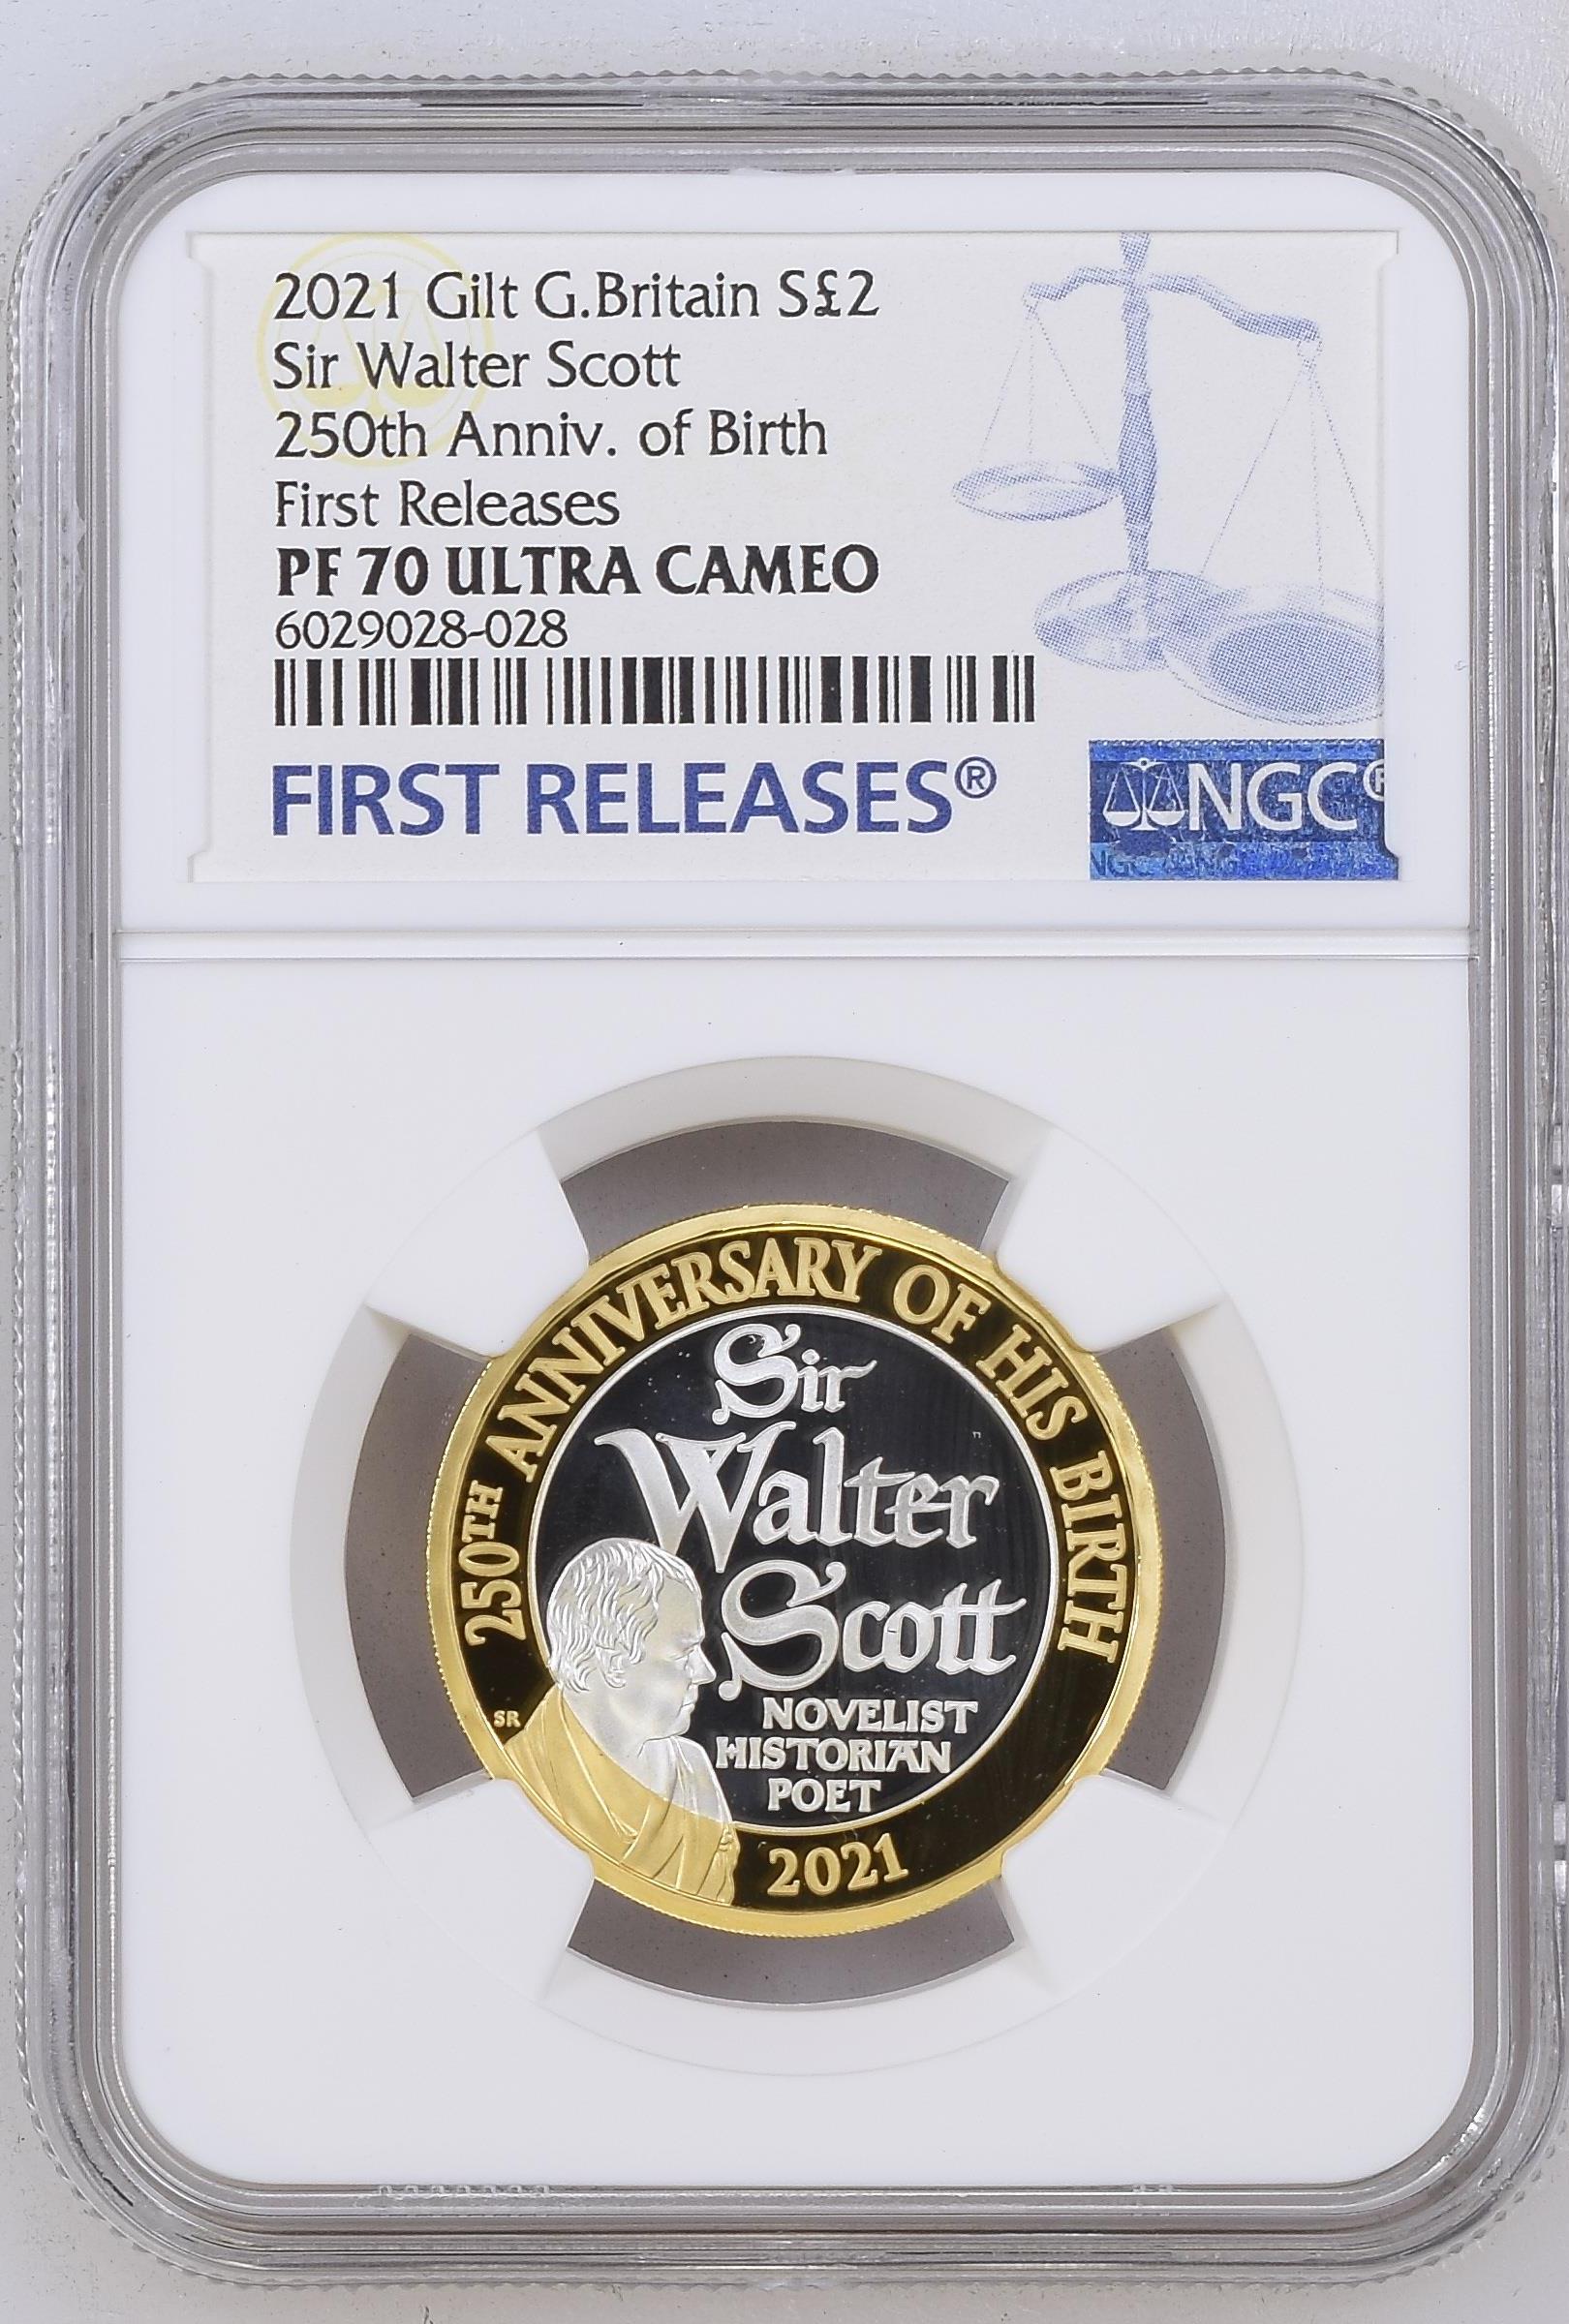 2021 Gilt G.Britain S£2
Sir Walter Scott
250th Anniv. of Birth
First Releases
PF 70 ULTRA CAMEO
6029028-028
FIRST RELEASES®
NGC®
NGC
250TH ANNIVERSARY OF HIS BIRTH
Sir
Walter
Scott
NOVELIST
HISTORIAN
POET
SR
2021